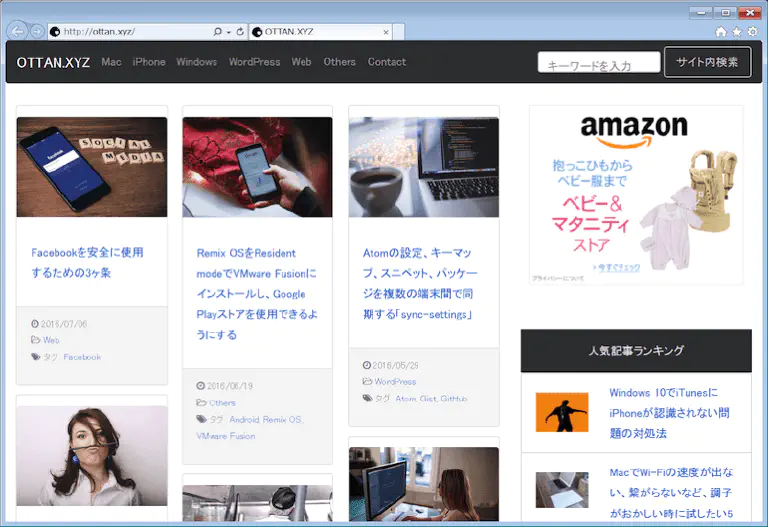 http://ottan.xyz/
OTTAN.XYZ
OTTAN.XYZ
Mac
iPhone
Windows
WordPress
Web
Others
Contact
キーワードを入力
サイト内検索
SOCIAL
MEDIA
Facebookを安全に使用
するための3ヶ条
2016/07/06
Web
タグ: Facebook
Remix OSをResident
modeでVMware Fusionに
インストールし、Google
Playストアを使用できるよ
うにする
2016/06/19
Others
タグ: Android, Remix OS,
VMware Fusion
Atomの設定、キーマッ
プ、スニペット、パッケー
ジを複数の端末間で同
期する「sync-settings」
2016/05/29
WordPress
タグ: Atom, Gist, GitHub
amazon
抱っこひもから
ベビー服まで
ベビー&
マタニティ
ストア
今すぐチェック
プライバシーについて
人気記事ランキング
Windows 10でiTunesに
iPhoneが認識されない問
題の対処法
MacでWi-Fiの速度が出な
い、繋がらないなど、調子
がおかしい時に試したい5